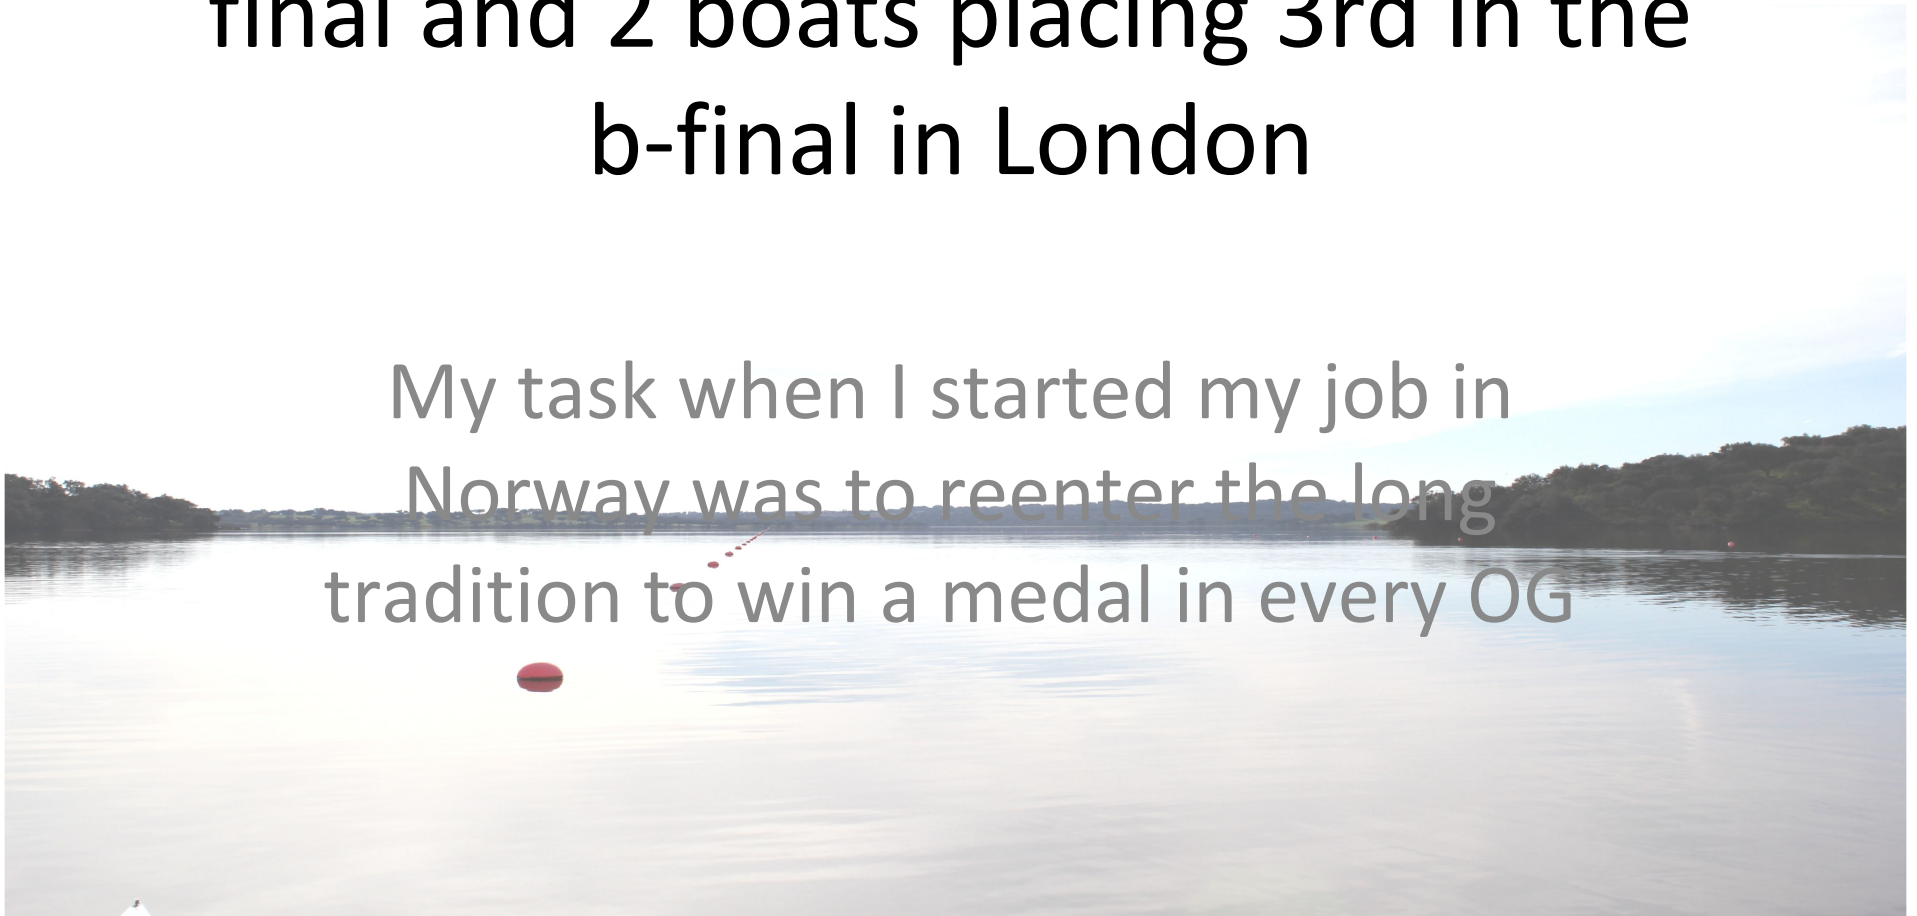 final and 2 boats placing 3rd in the
b-final in London
My task when I started my job in
Norway was to reenter the long
tradition to win a medal in every OG